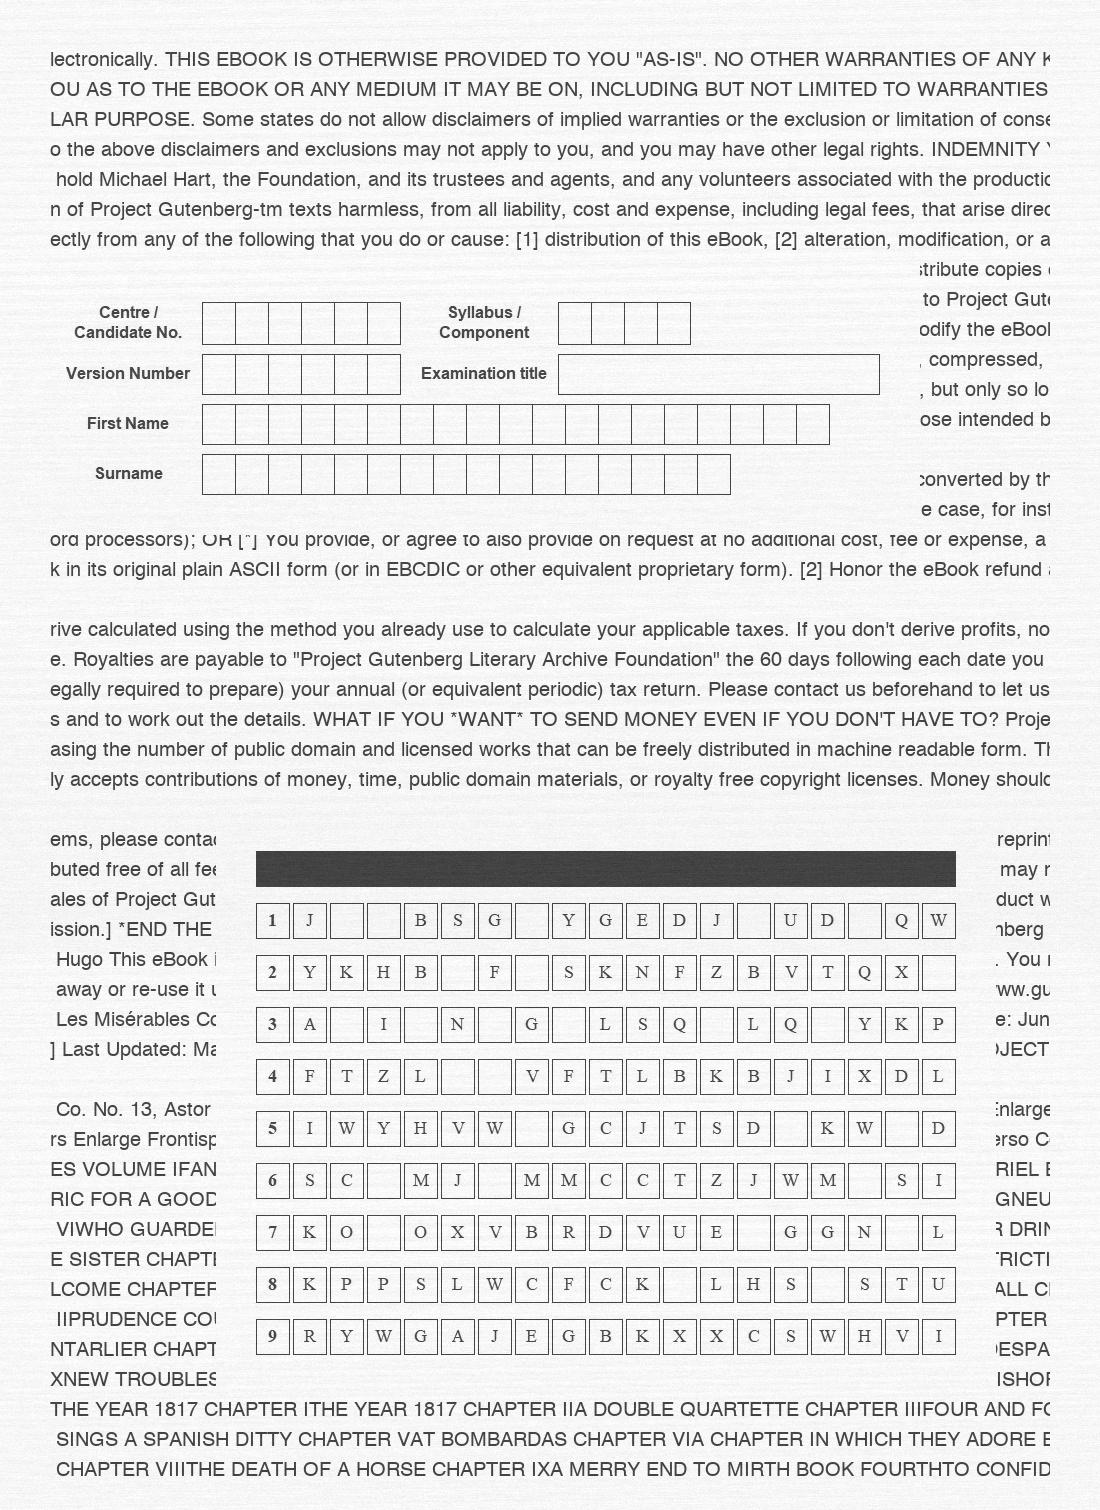 lectronically. THIS EBOOK IS OTHERWISE PROVIDED TO YOU "AS-IS". NO OTHER WARRANTIES OF ANY
OU AS TO THE EBOOK OR ANY MEDIUM IT MAY BE ON, INCLUDING BUT NOT LIMITED TO WARRANTIES
LAR PURPOSE. Some states do not allow disclaimers of implied warranties or the exclusion or limitation of conse
o the above disclaimers and exclusions may not apply to you, and you may have other legal rights. INDEMNITY
hold Michael Hart, the Foundation, and its trustees and agents, and any volunteers associated with the productio
n of Project Gutenberg-tm texts harmless, from all liability, cost and expense, including legal fees, that arise direc
ectly from any of the following that you do or cause: [1] distribution of this eBook, [2] alteration, modification, or a
stribute copies
to Project Gute
odify the eBook
, compressed,
, but only so lo
ose intended b
converted by th
e case, for inst
Centre / Candidate No.
Syllabus / Component
Version Number
Examination title
First Name
Surname
ord processors); OR [*] You provide, or agree to also provide on request at no additional cost, fee or expense, a
k in its original plain ASCII form (or in EBCDIC or other equivalent proprietary form). [2] Honor the eBook refund
rive calculated using the method you already use to calculate your applicable taxes. If you don't derive profits, no
e. Royalties are payable to "Project Gutenberg Literary Archive Foundation" the 60 days following each date you
egally required to prepare) your annual (or equivalent periodic) tax return. Please contact us beforehand to let us
s and to work out the details. WHAT IF YOU *WANT* TO SEND MONEY EVEN IF YOU DON'T HAVE TO? Proje
asing the number of public domain and licensed works that can be freely distributed in machine readable form. Th
ly accepts contributions of money, time, public domain materials, or royalty free copyright licenses. Money should
ems, please contac reprint
buted free of all fee may
ales of Project Gut duct w
ission.] *END THE nberg
Hugo This eBook . You
away or re-use it ww.gu
Les Misérables Co e: Jun
] Last Updated: Ma JECT
Co. No. 13, Astor Enlarge
rs Enlarge Frontisp erso C
ES VOLUME IFAN RIEL
RIC FOR A GOOD GNEU
VIWHO GUARDE R DRIN
E SISTER CHAPTE TRICTI
LCOME CHAPTER ALL C
IIPRUDENCE COU PTER
NTARLIER CHAPT ESPA
XNEW TROUBLES ISHOP
1 J B S G Y G E D J U D Q W
2 Y K H B F S K N F Z B V T Q X
3 A I N G L S Q L Q Y K P
4 F T Z L V F T L B K B J I X D L
5 I W Y H V W G C J T S D K W D
6 S C M J M M C C T Z J W M S I
7 K O O X V B R D V U E G G N L
8 K P P S L W C F C K L H S S T U
9 R Y W G A J E G B K X X C S W H V I
THE YEAR 1817 CHAPTER ITHE YEAR 1817 CHAPTER IIA DOUBLE QUARTETTE CHAPTER IIIFOUR AND FO
SINGS A SPANISH DITTY CHAPTER VAT BOMBARDAS CHAPTER VIA CHAPTER IN WHICH THEY ADORE
CHAPTER VIIITHE DEATH OF A HORSE CHAPTER IXA MERRY END TO MIRTH BOOK FOURTHTO CONFID